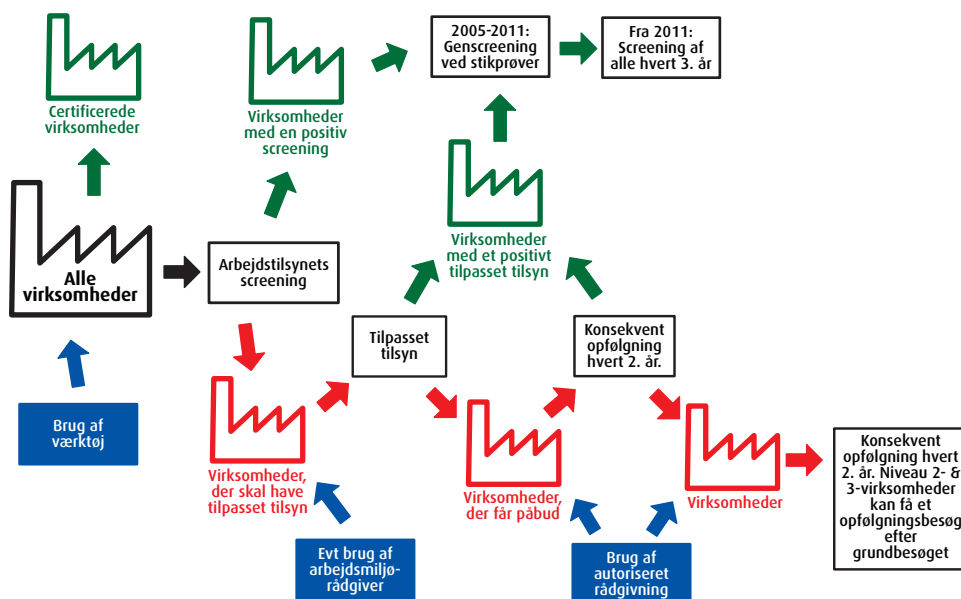 2005-2011:
Genscreening
ved stikprøver
Fra 2011:
Screening af
alle hvert 3. år
Certificerede
virksomheder
Virksomheder
med en positiv
screening
Virksomheder
med et positivt
tilpasset tilsyn
Alle
virksomheder
Arbejdstilsynets
screening
Tilpasset
tilsyn
Konsekvent
opfølgning
hvert 2. år.
Brug af
værktøj
Virksomheder,
der skal have
tilpasset tilsyn
Virksomheder,
der får påbud
Virksomheder
Konsekvent
opfølgning hvert
2. år. Niveau 2- &
3-virksomheder
kan få et
opfølgningsbesøg
efter
grundbesøget
Evt brug af
arbejdsmiljø-
rådgiver
Brug af
autoriseret
rådgivning